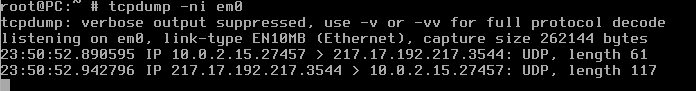 root@PC:~ # tcpdump -ni em0
tcpdump: verbose output suppressed, use -v or -vv for full protocol decode
listening on em0, link-type EN10MB (Ethernet), capture size 262144 bytes
23:50:52.890595 IP 10.0.2.15.27457 > 217.17.192.217.3544: UDP, length 61
23:50:52.942796 IP 217.17.192.217.3544 > 10.0.2.15.27457: UDP, length 117